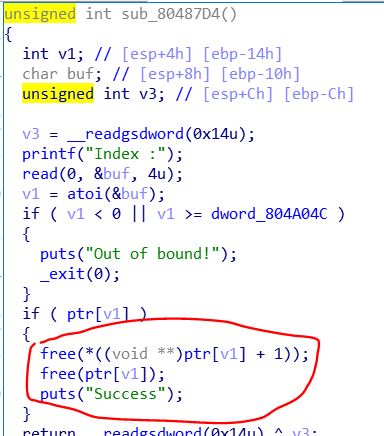 unsigned int sub_80487D4()
{
int v1; // [esp+4h] [ebp-14h]
char buf; // [esp+8h] [ebp-10h]
unsigned int v3; // [esp+Ch] [ebp-Ch]
v3 = __readgsdword(0x14u);
printf("Index :");
read(0, &buf, 4u);
v1 = atoi(&buf);
if ( v1 < 0 || v1 >= dword_804A04C )
{
puts("Out of bound!");
_exit(0);
}
if ( ptr[v1] )
{
free(*((void **)ptr[v1] + 1));
free(ptr[v1]);
puts("Success");
}
return __readgsdword(0x14u) ^ v3;